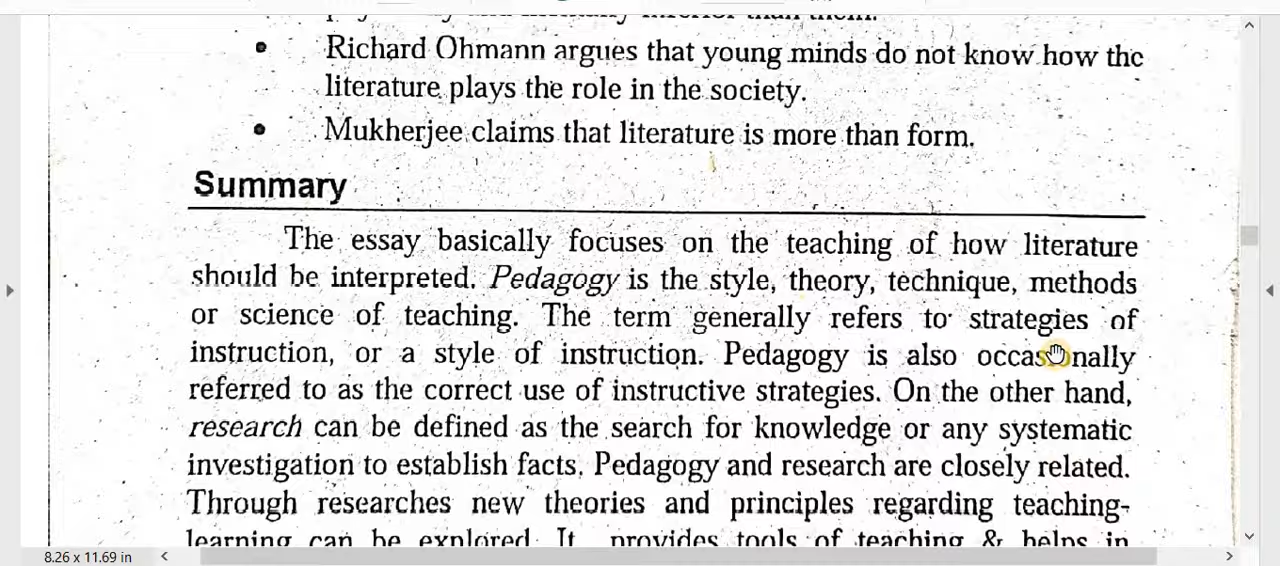 than them.
Richard Ohmann argues that young minds do not know how the
literature plays the role in the society.
Mukherjee claims that literature is more than form.
Summary
The essay basically focuses on the teaching of how literature
should be interpreted. Pedagogy is the style, theory, technique, methods
or science of teaching. The term generally refers to strategies of
instruction, or a style of instruction. Pedagogy is also occasionally
referred to as the correct use of instructive strategies. On the other hand,
research can be defined as the search for knowledge or any systematic
investigation to establish facts. Pedagogy and research are closely related.
Through researches new theories and principles regarding teaching-
learning can be explored. It provides tools of teaching & helps in
8.26 x 11.69 in